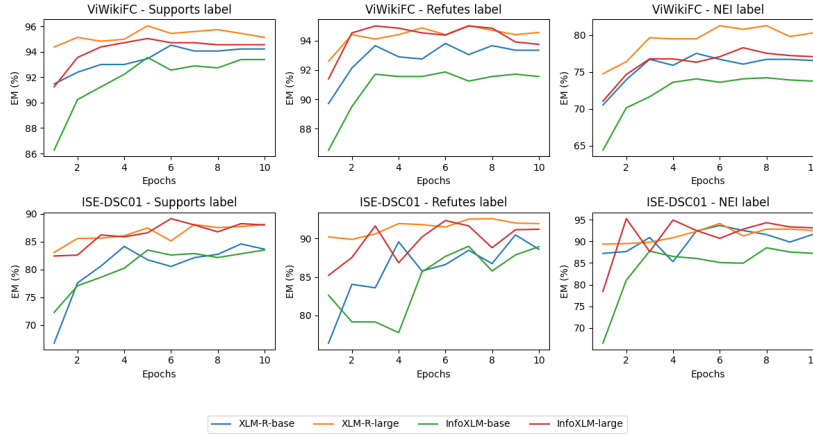 ViWikiFC - Supports label
ViWikiFC - Refutes label
ViWikiFC - NEI label
EM (%)
96
94
92
90
88
86
2 4 6 8 10
Epochs
94
92
90
88
2 4 6 8 10
Epochs
80
75
70
65
2 4 6 8 10
Epochs
ISE-DSC01 - Supports label
ISE-DSC01 - Refutes label
ISE-DSC01 - NEI label
EM (%)
90
85
80
75
70
2 4 6 8 10
Epochs
90
85
80
2 4 6 8 10
Epochs
95
90
85
80
75
70
2 4 6 8 10
Epochs
XLM-R-base XLM-R-large InfoXLM-base InfoXLM-large